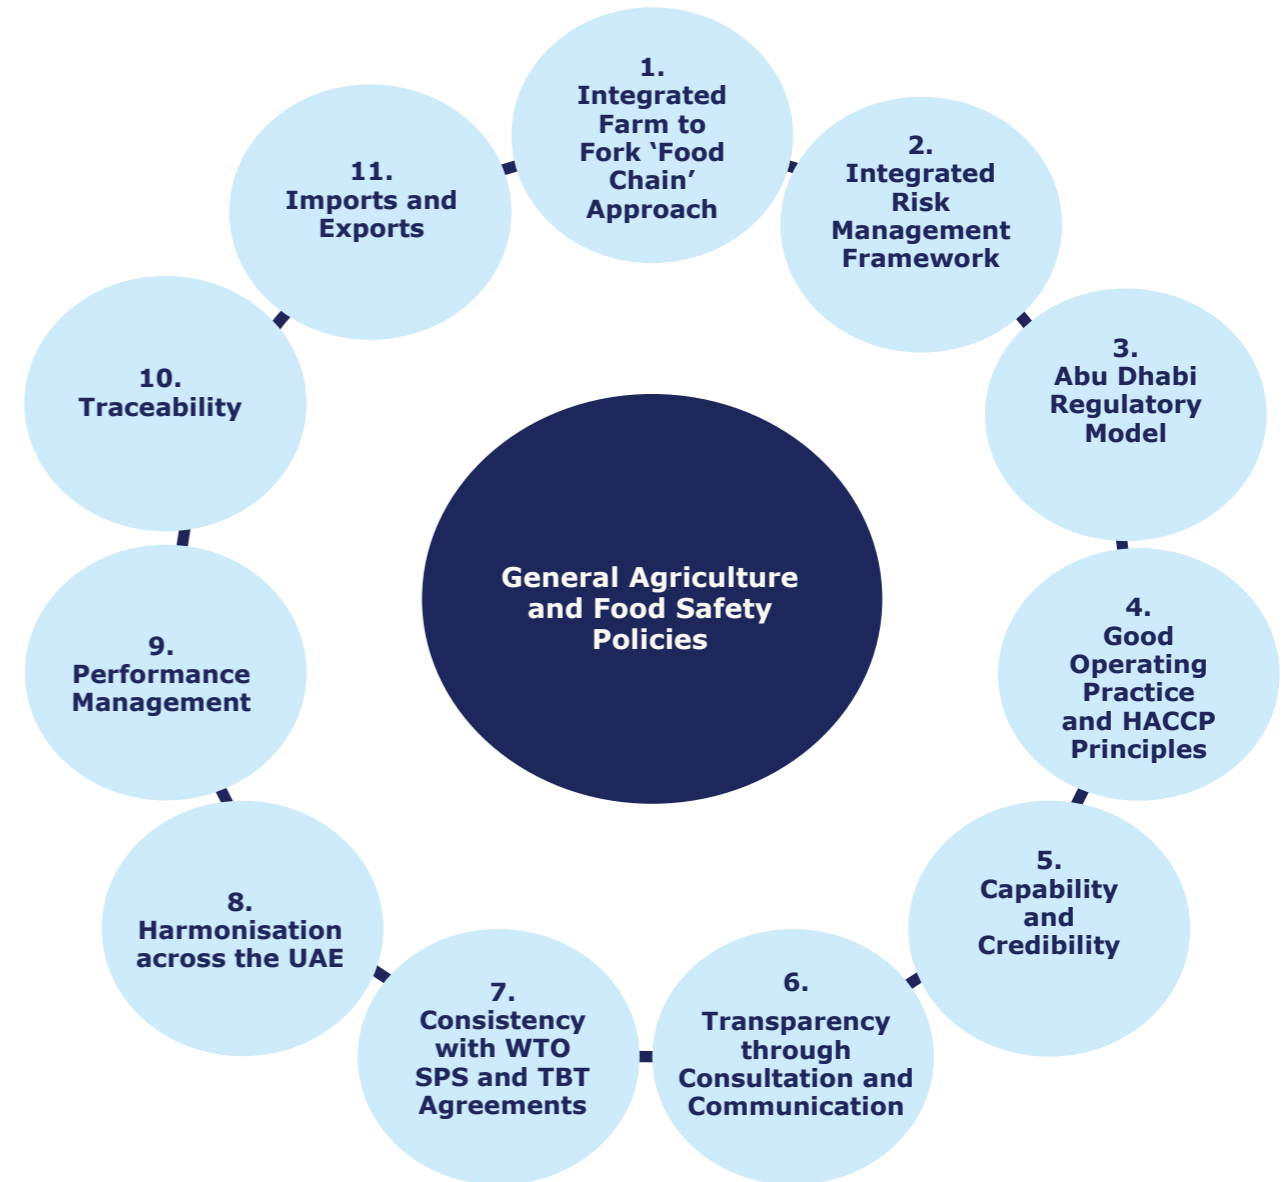 1.
Integrated
Farm to
Fork ‘Food
Chain’
Approach
2.
Integrated
Risk
Management
Framework
3.
Abu Dhabi
Regulatory
Model
4.
Good
Operating
Practice
and HACCP
Principles
5.
Capability
and
Credibility
6.
Transparency
through
Consultation and
Communication
7.
Consistency
with WTO
SPS and TBT
Agreements
8.
Harmonisation
across the UAE
9.
Performance
Management
10.
Traceability
11.
Imports and
Exports
General Agriculture
and Food Safety
Policies